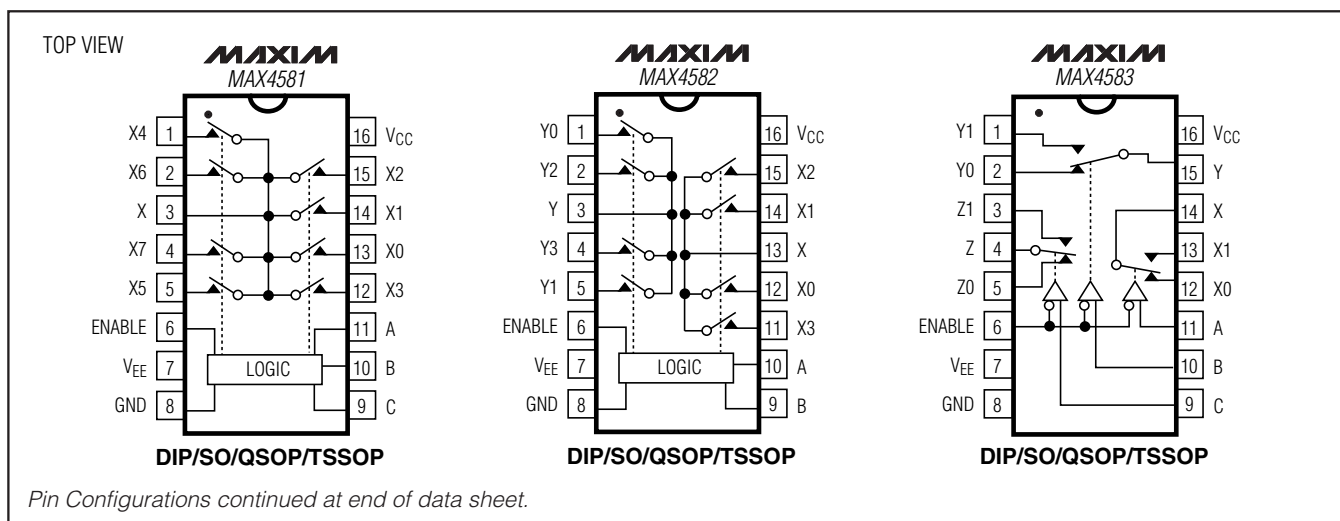 TOP VIEW
MAXIM
MAX4581
X4 1
X6 2
X 3
X7 4
X5 5
ENABLE 6
VEE 7
GND 8
16 VCC
15 X2
14 X1
13 X0
12 X3
11 A
10 B
9 C
LOGIC
DIP/SO/QSOP/TSSOP
MAXIM
MAX4582
Y0 1
Y2 2
Y 3
Y3 4
Y1 5
ENABLE 6
VEE 7
GND 8
16 VCC
15 X2
14 X1
13 X
12 X0
11 X3
10 A
9 B
LOGIC
DIP/SO/QSOP/TSSOP
MAXIM
MAX4583
Y1 1
Y0 2
Z1 3
Z 4
Z0 5
ENABLE 6
VEE 7
GND 8
16 VCC
15 Y
14 X
13 X1
12 X0
11 A
10 B
9 C
DIP/SO/QSOP/TSSOP
Pin Configurations continued at end of data sheet.